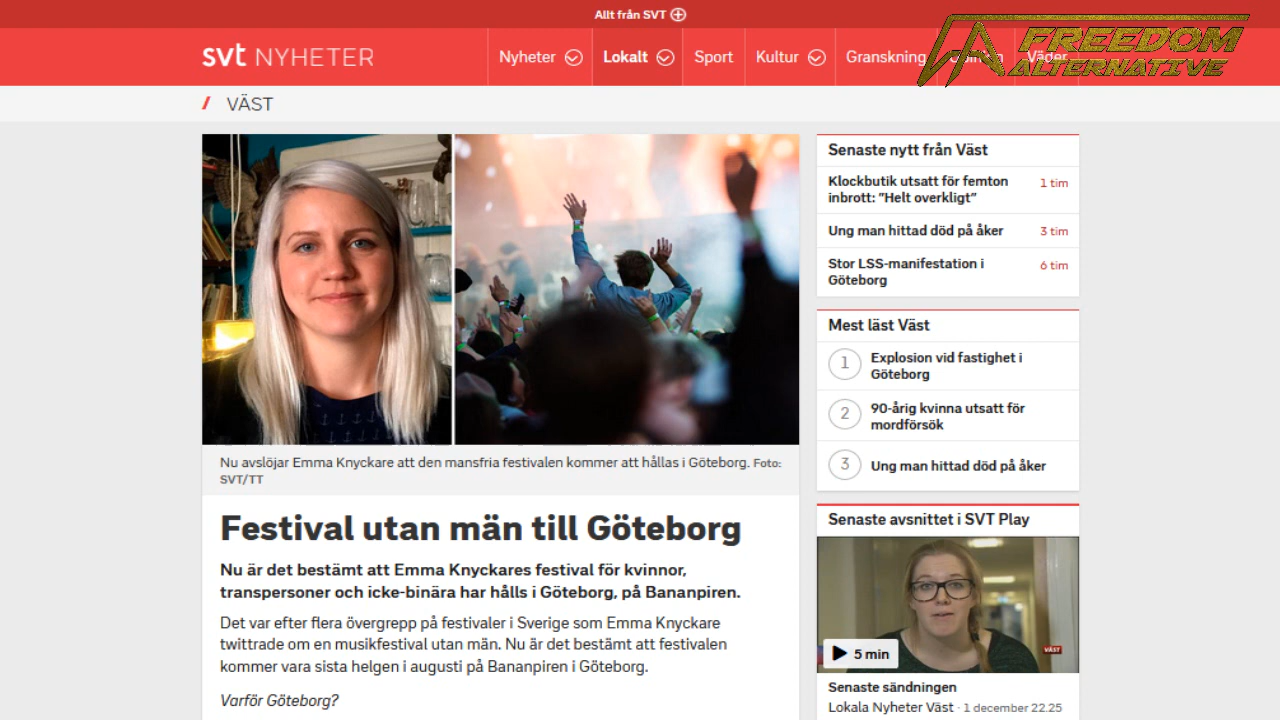 Allt från SVT
svt NYHETER
Nyheter
Lokalt
Sport
Kultur
Granskning
Väder
FREEDOM
ALTERNATIVE
/ VÄST
Nu avslöjar Emma Knyckare att den mansfria festivalen kommer att hållas i Göteborg. Foto:
SVT/TT
Festival utan män till Göteborg
Nu är det bestämt att Emma Knyckares festival för kvinnor,
transpersoner och icke-binära har hålls i Göteborg, på Bananpiren.
Det var efter flera övergrepp på festivaler i Sverige som Emma Knyckare
twittrade om en musikfestival utan män. Nu är det bestämt att festivalen
kommer vara sista helgen i augusti på Bananpiren i Göteborg.
Varför Göteborg?
Senaste nytt från Väst
Klockbutik utsatt för femton 1 tim
inbrott: ”Helt overkligt”
Ung man hittad död på åker 3 tim
Stor LSS-manifestation i 6 tim
Göteborg
Mest läst Väst
1 Explosion vid fastighet i
Göteborg
2 90-årig kvinna utsatt för
mordförsök
3 Ung man hittad död på åker
Senaste avsnittet i SVT Play
VÄST
5 min
Senaste sändningen
Lokala Nyheter Väst · 1 december 22.25